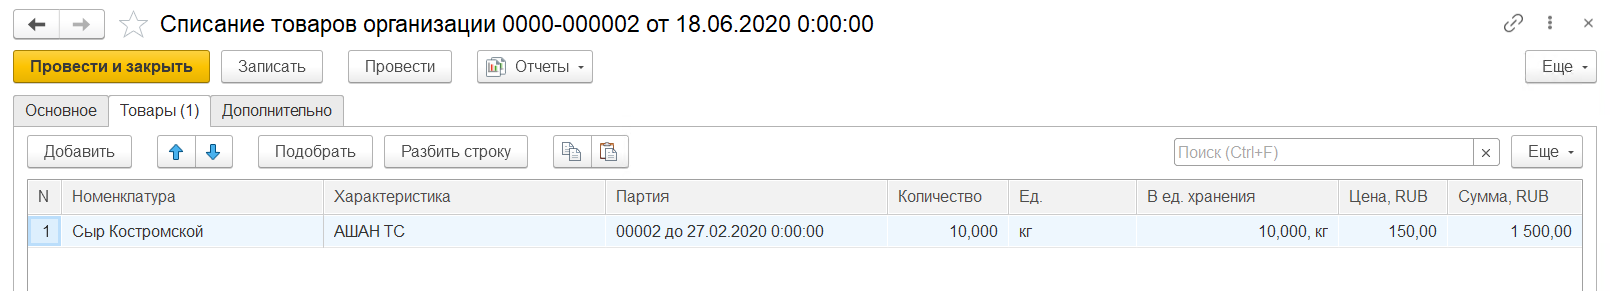 Списание товаров организации 0000-000002 от 18.06.2020 0:00:00
Провести и закрыть Записать Провести Отчеты Еще
Основное Товары (1) Дополнительно
Добавить Подобрать Разбить строку Поиск (Ctrl+F) × Еще
N Номенклатура Характеристика Партия Количество Ед. В ед. хранения Цена, RUB Сумма, RUB
1 Сыр Костромской АШАН ТС 00002 до 27.02.2020 0:00:00 10,000 кг 10,000, кг 150,00 1 500,00